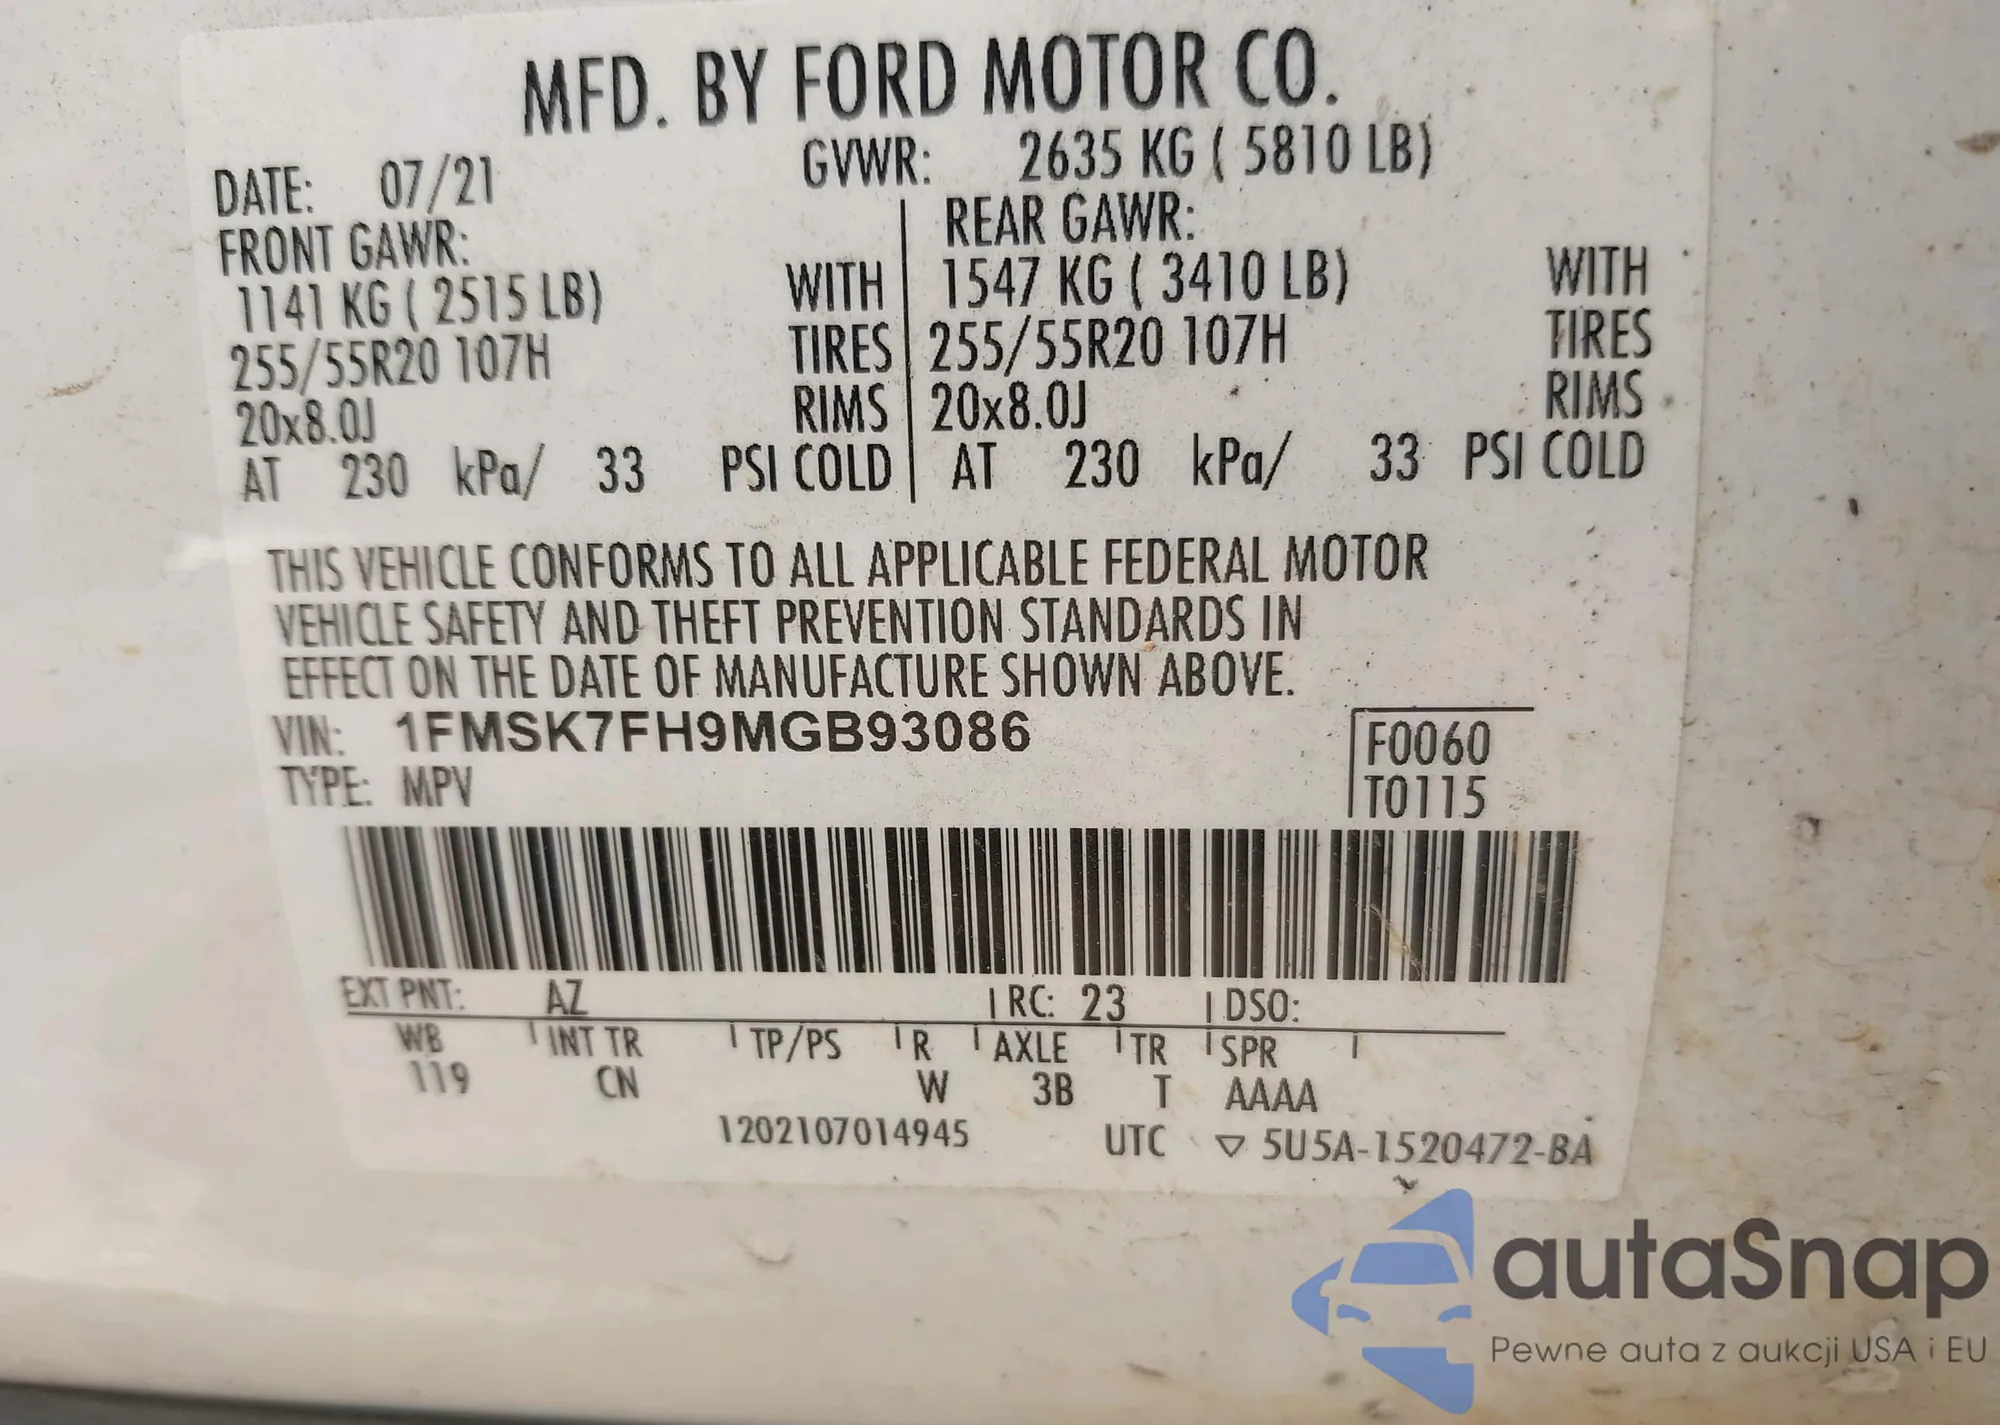 MFD. BY FORD MOTOR CO.
DATE: 07/21 GVWR: 2635 KG ( 5810 LB)
FRONT GAWR: REAR GAWR:
1141 KG ( 2515 LB) WITH 1547 KG ( 3410 LB) WITH
255/55R20 107H TIRES 255/55R20 107H TIRES
20x8.0J RIMS 20x8.0J RIMS
AT 230 kPa/ 33 PSI COLD AT 230 kPa/ 33 PSI COLD
THIS VEHICLE CONFORMS TO ALL APPLICABLE FEDERAL MOTOR
VEHICLE SAFETY AND THEFT PREVENTION STANDARDS IN
EFFECT ON THE DATE OF MANUFACTURE SHOWN ABOVE.
VIN: 1FMSK7FH9MGB93086 F0060
TYPE: MPV T0115
EXT PNT: AZ RC: 23 DSO:
WB INT TR TP/PS R AXLE TR SPR
119 CN W 3B T AAAA
1202107014945 UTC ▽ 5U5A-1520472-BA
autaSnap
Pewne auta z aukcji USA i EU